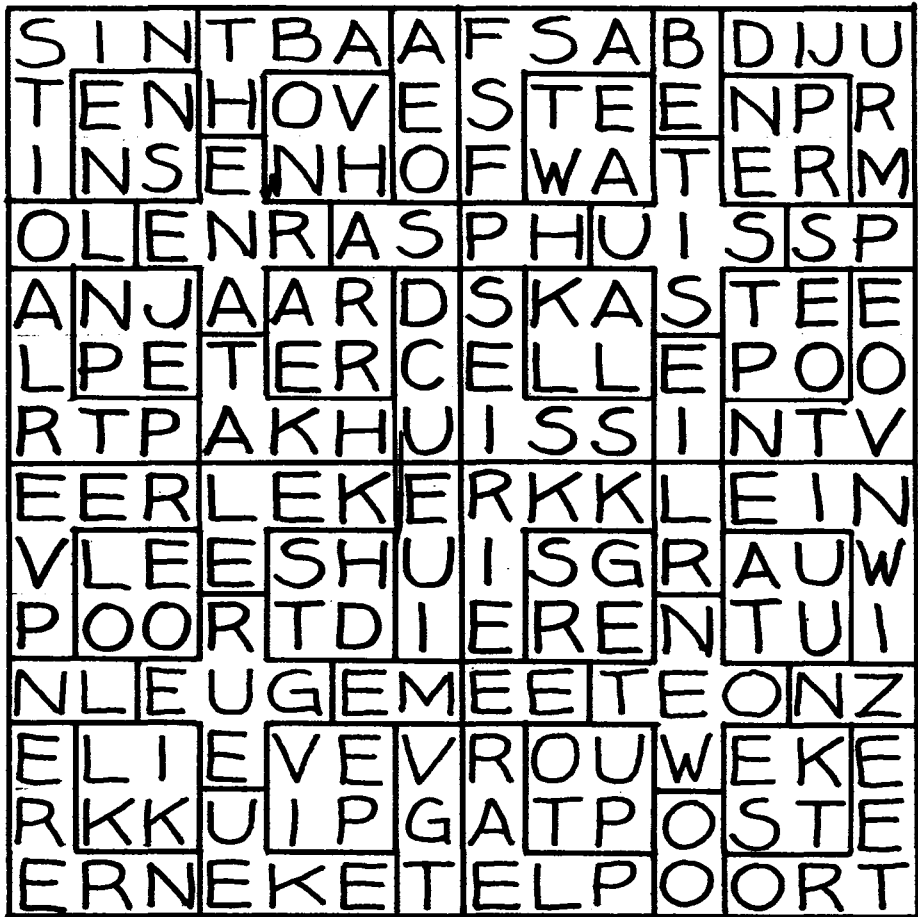 SINTBAAFSABDIJU
TENHOVESTEENPR
INSENHOFWATERM
OLENRASPHUISSP
ANJAARDSKASTEE
LPETERCELLEPOO
RTPAKHUISSINTV
EERLEKERKKLEIN
VLEESHUISGRAUW
POORTDIERENTUI
NLEUGEMEETEONZ
ELIEVEVROUWEKE
RKKUIPGATPOSTE
ERNEKETELPOORT